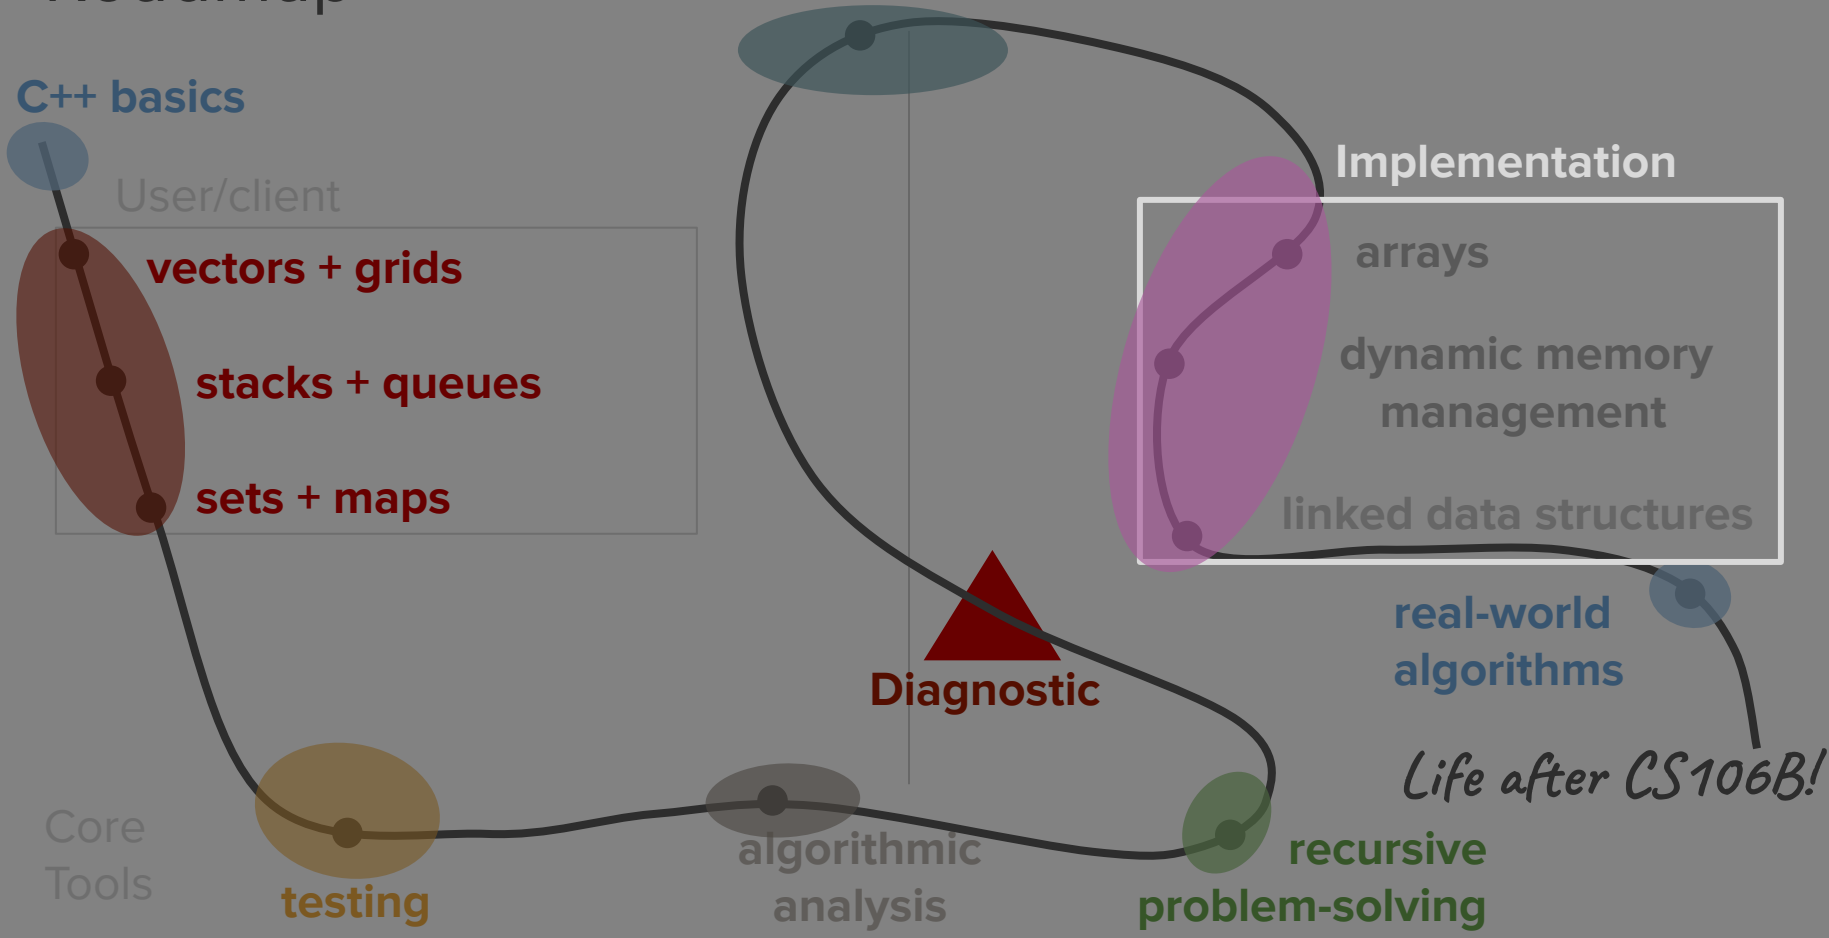 Roadmap
C++ basics
User/client
vectors + grids
stacks + queues
sets + maps
Core
Tools
testing
algorithmic
analysis
recursive
problem-solving
Diagnostic
Implementation
arrays
dynamic memory
management
linked data structures
real-world
algorithms
Life after CS106B!